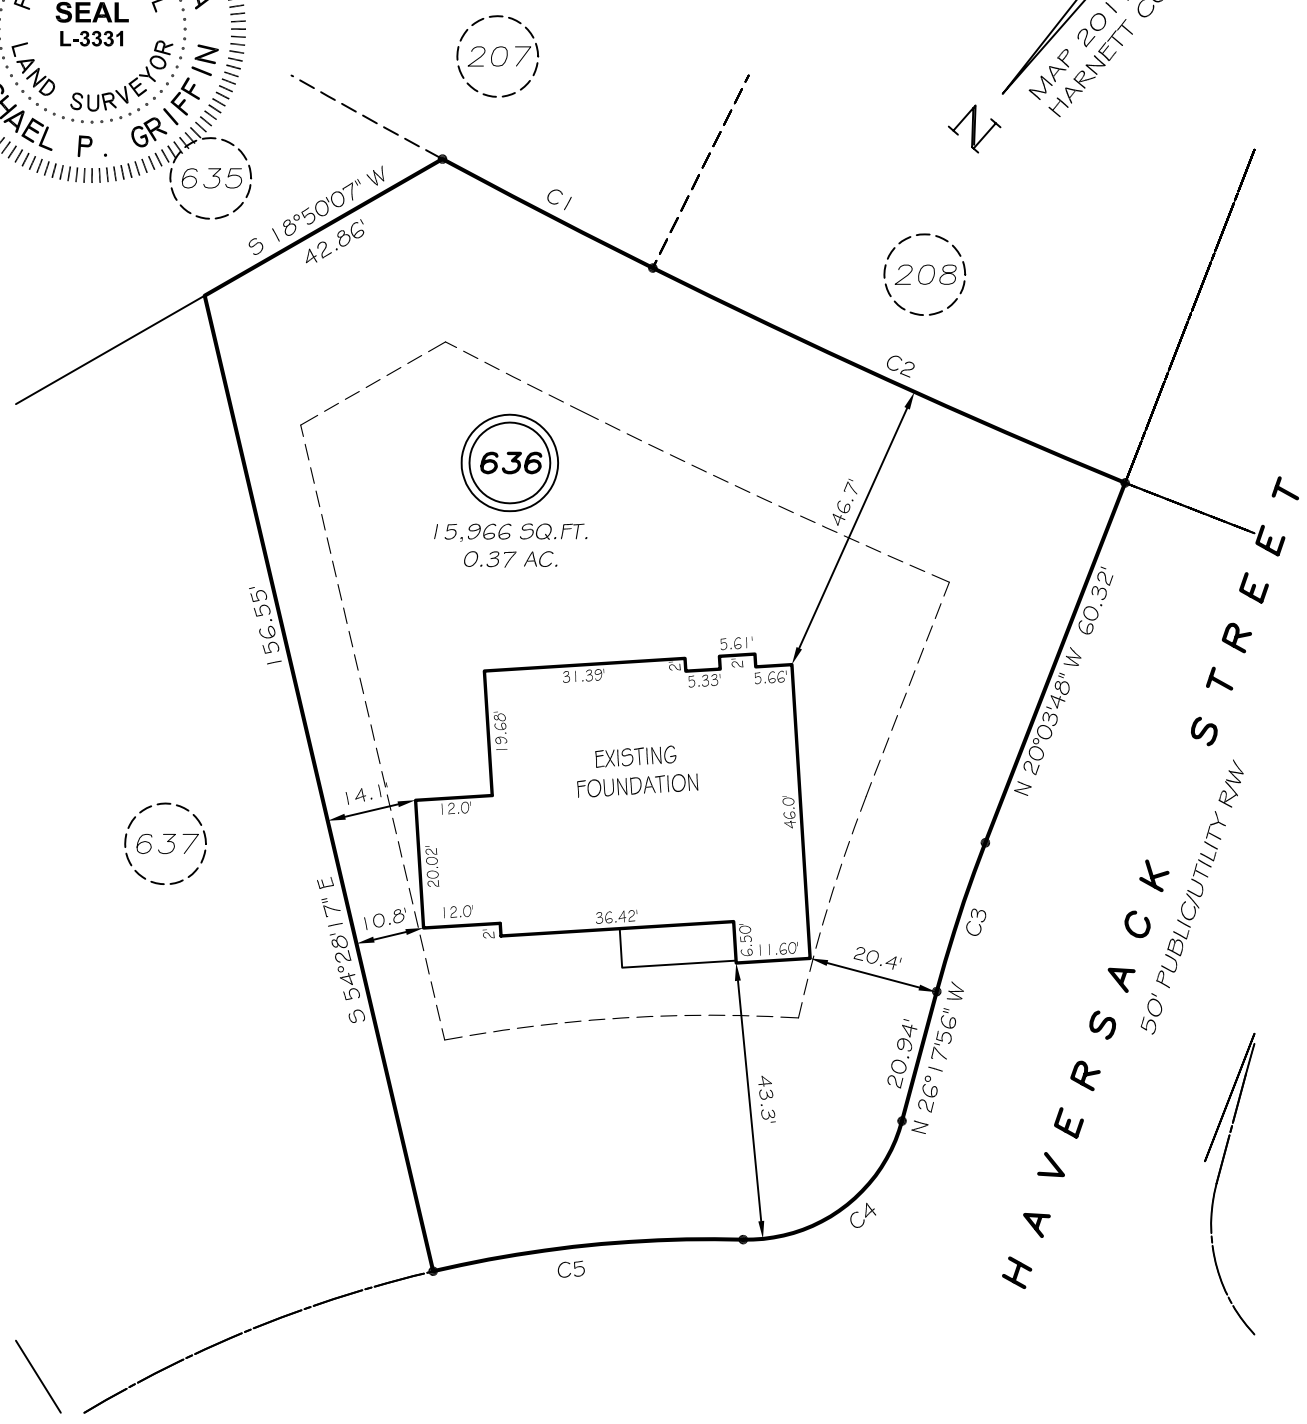 SEAL
L-3331
LAND SURVEYOR
P. GRIFFIN
207
MAP 201
HARNETT CO
N
635
S 18°50'07" W
42.86'
C1
208
C2
636
15,966 SQ.FT.
0.37 AC.
46.7'
156.55'
S 54°28'17" E
N 20°03'48" W 60.32'
HAVERSACK STREET
50' PUBLIC/UTILITY R/W
5.61'
31.39'
2'
5.33'
2'
5.66'
19.68'
EXISTING
FOUNDATION
46.0'
14.1'
12.0'
637
20.02'
10.8'
12.0'
2'
36.42'
6.50'
11.60'
20.4'
C3
20.94'
N 26°17'56" W
43.3'
C4
C5